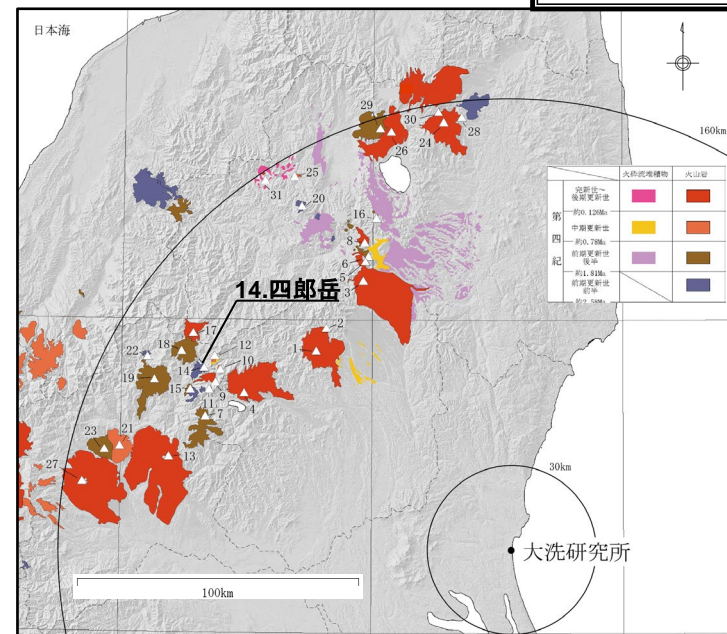 日本海
160km
29
30
24
28
26
25
31
20
16
8
6
5
3
火砕流堆積物
火山岩
第四紀
完新世～
後期更新世
約0.126Ma
中期更新世
約0.78Ma
前期更新世
後半
約1.81Ma
前期更新世
前半
約2.58Ma
14.四郎岳
2
17
1
18
12
22
14
10
19
15
9
4
11
7
23
21
13
27
30km
大洗研究所
100km